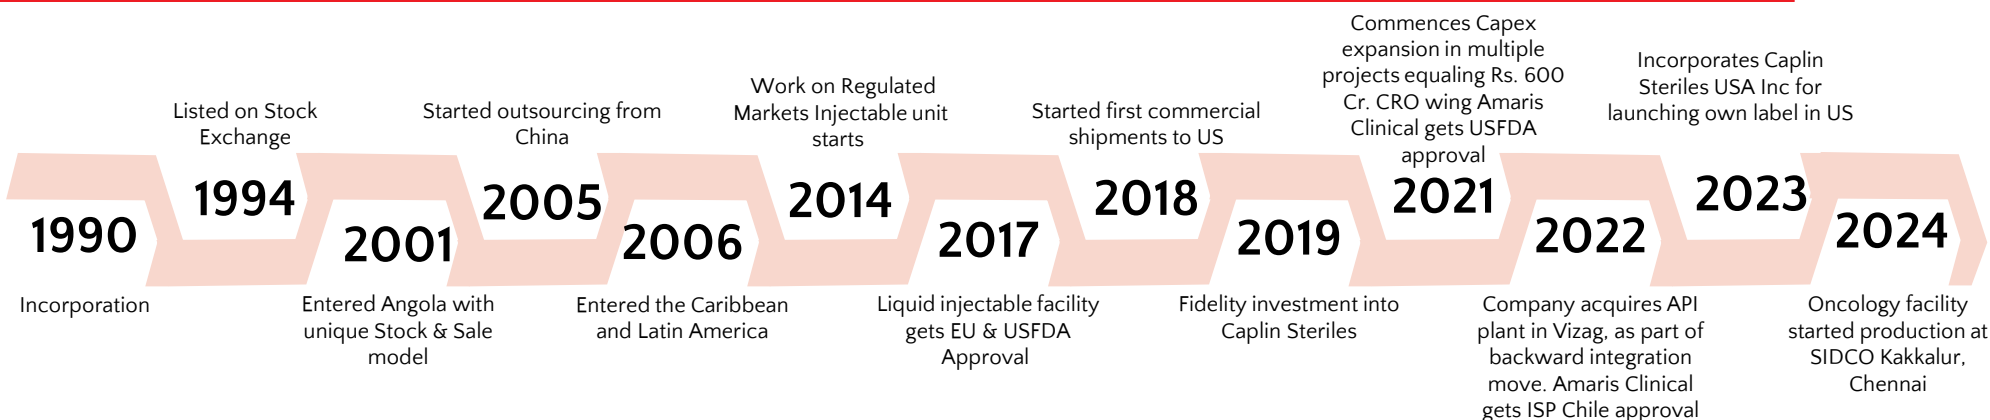 1990
Incorporation
Listed on Stock
Exchange
1994
2001
Entered Angola with
unique Stock & Sale
model
Started outsourcing from
China
2005
2006
Entered the Caribbean
and Latin America
Work on Regulated
Markets Injectable unit
starts
2014
2017
Liquid injectable facility
gets EU & USFDA
Approval
Started first commercial
shipments to US
2018
2019
Fidelity investment into
Caplin Steriles
Commences Capex
expansion in multiple
projects equaling Rs. 600
Cr. CRO wing Amaris
Clinical gets USFDA
approval
2021
2022
Company acquires API
plant in Vizag, as part of
backward integration
move. Amaris Clinical
gets ISP Chile approval
Incorporates Caplin
Steriles USA Inc for
launching own label in US
2023
2024
Oncology facility
started production at
SIDCO Kakkalur,
Chennai